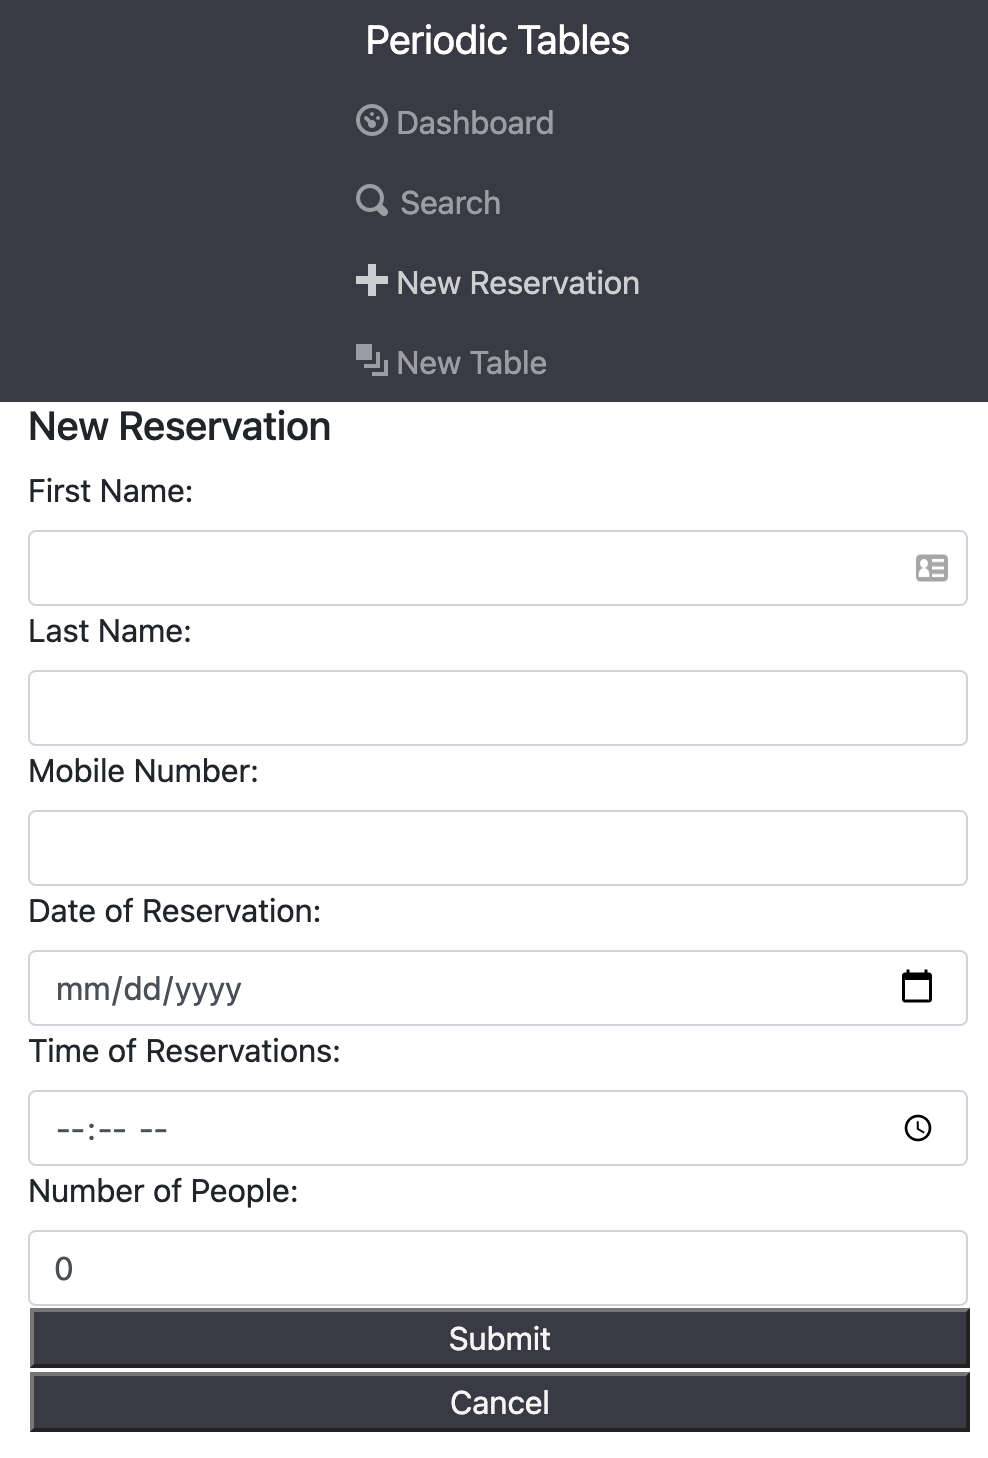 Periodic Tables
Dashboard
Search
New Reservation
New Table
New Reservation
First Name:
Last Name:
Mobile Number:
Date of Reservation:
mm/dd/yyyy
Time of Reservations:
--:-- --
Number of People:
0
Submit
Cancel